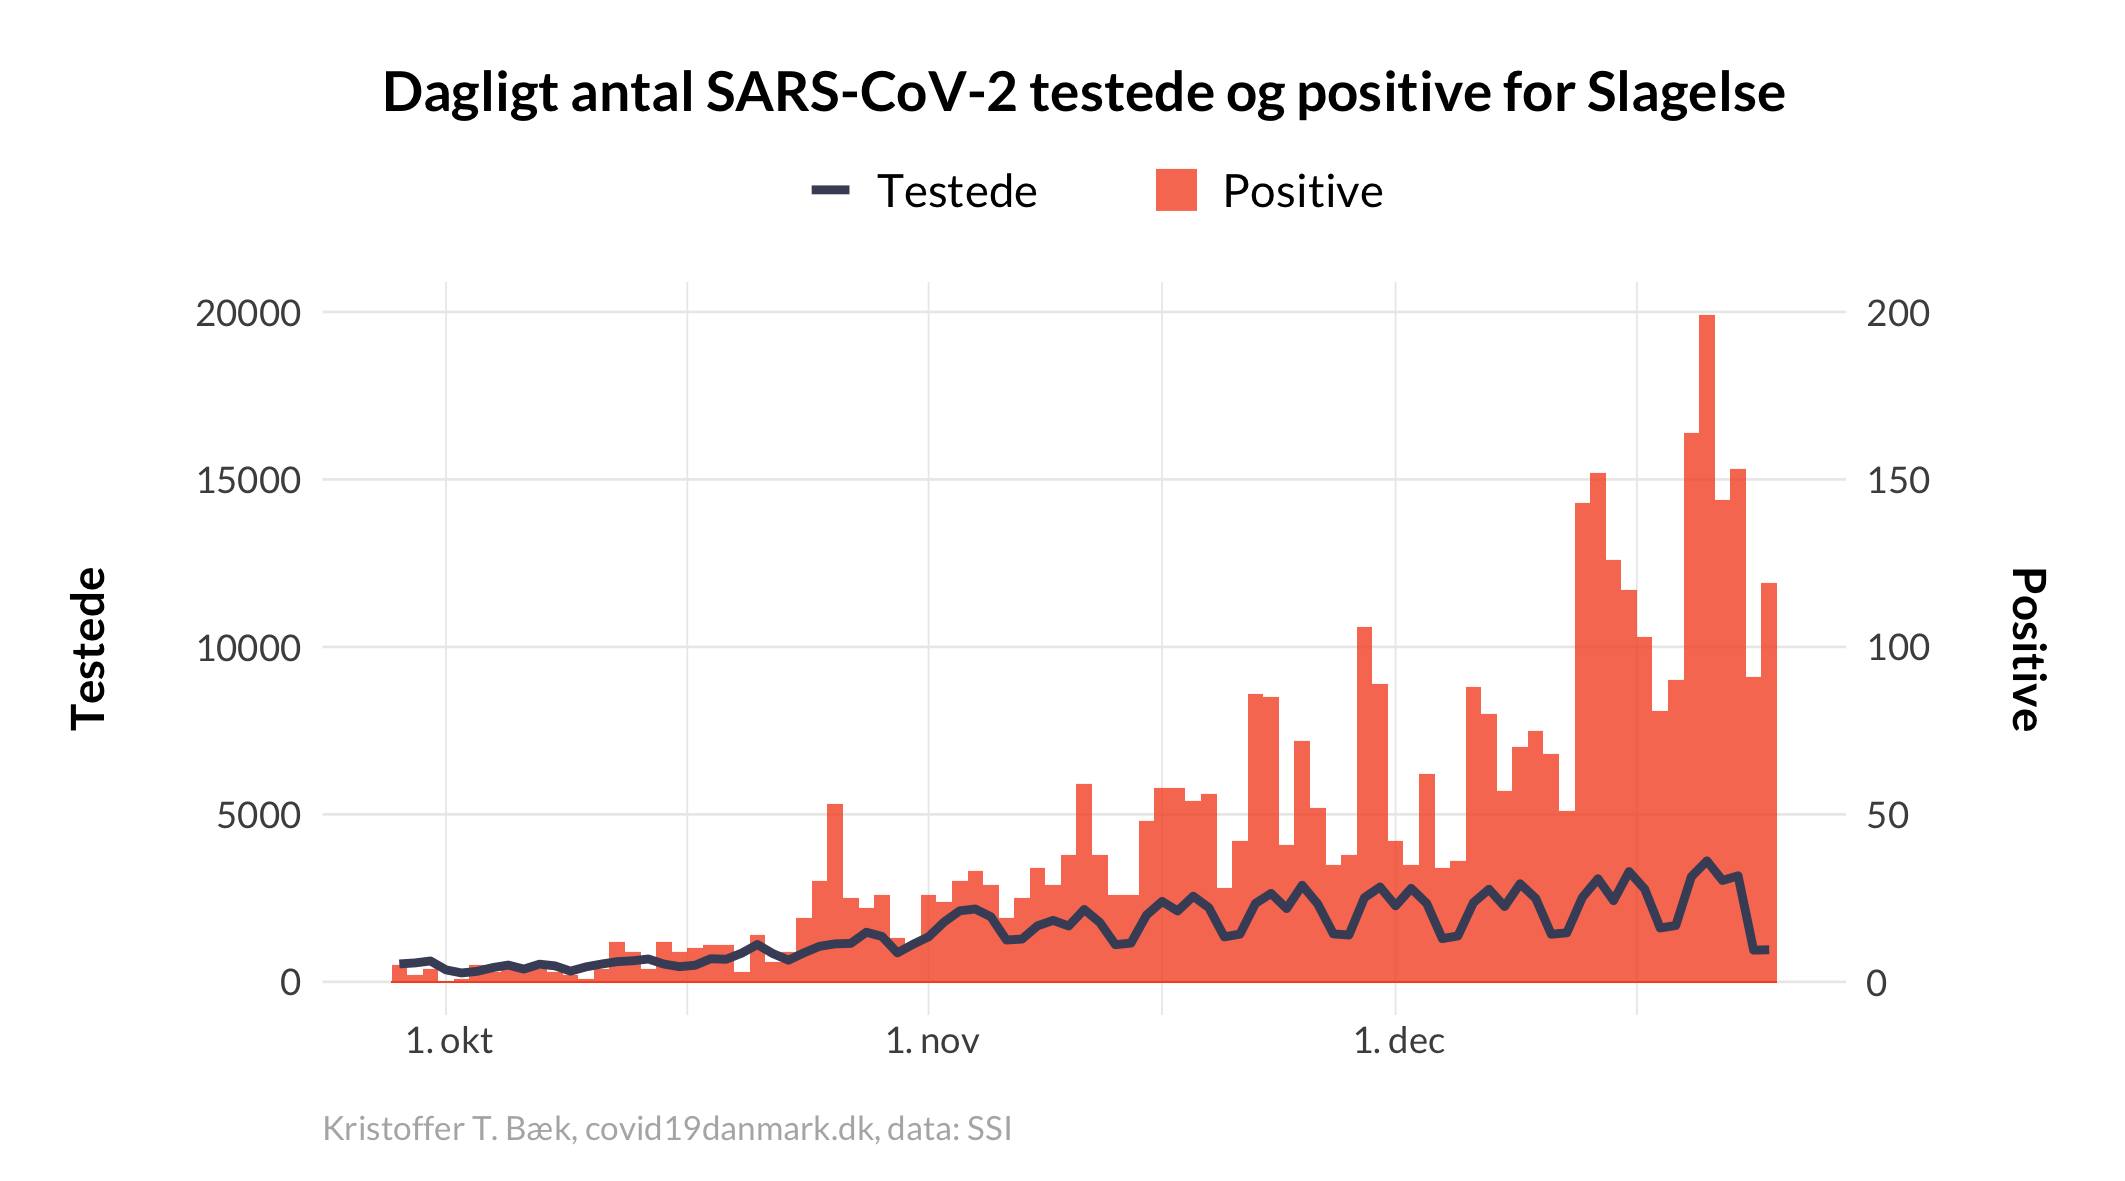 Dagligt antal SARS-CoV-2 testede og positive for Slagelse
Testede
Positive
20000
15000
10000
5000
0
Testede
200
150
100
50
0
Positive
1. okt
1. nov
1. dec
Kristoffer T. Bæk, covid19danmark.dk, data: SSI